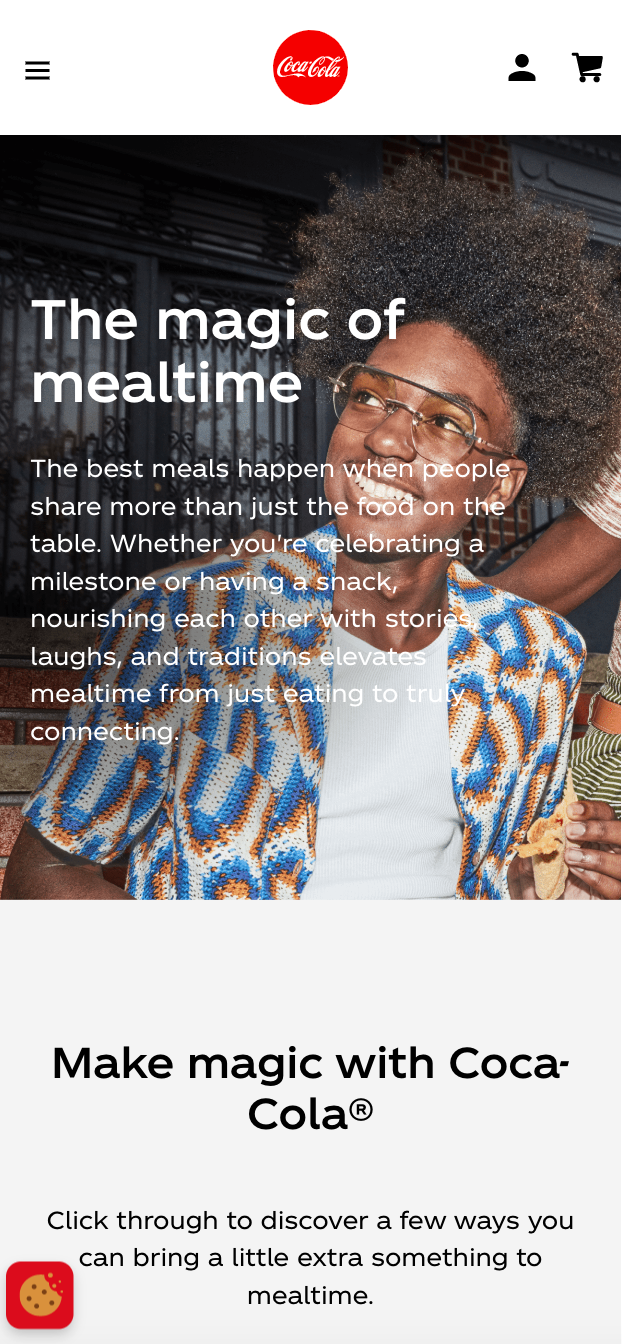 Coca-Cola
The magic of
mealtime
The best meals happen when people
share more than just the food on the
table. Whether you're celebrating a
milestone or having a snack,
nourishing each other with stories,
laughs, and traditions elevates
mealtime from just eating to truly
connecting.
Make magic with Coca-
Cola®
Click through to discover a few ways you
can bring a little extra something to
mealtime.